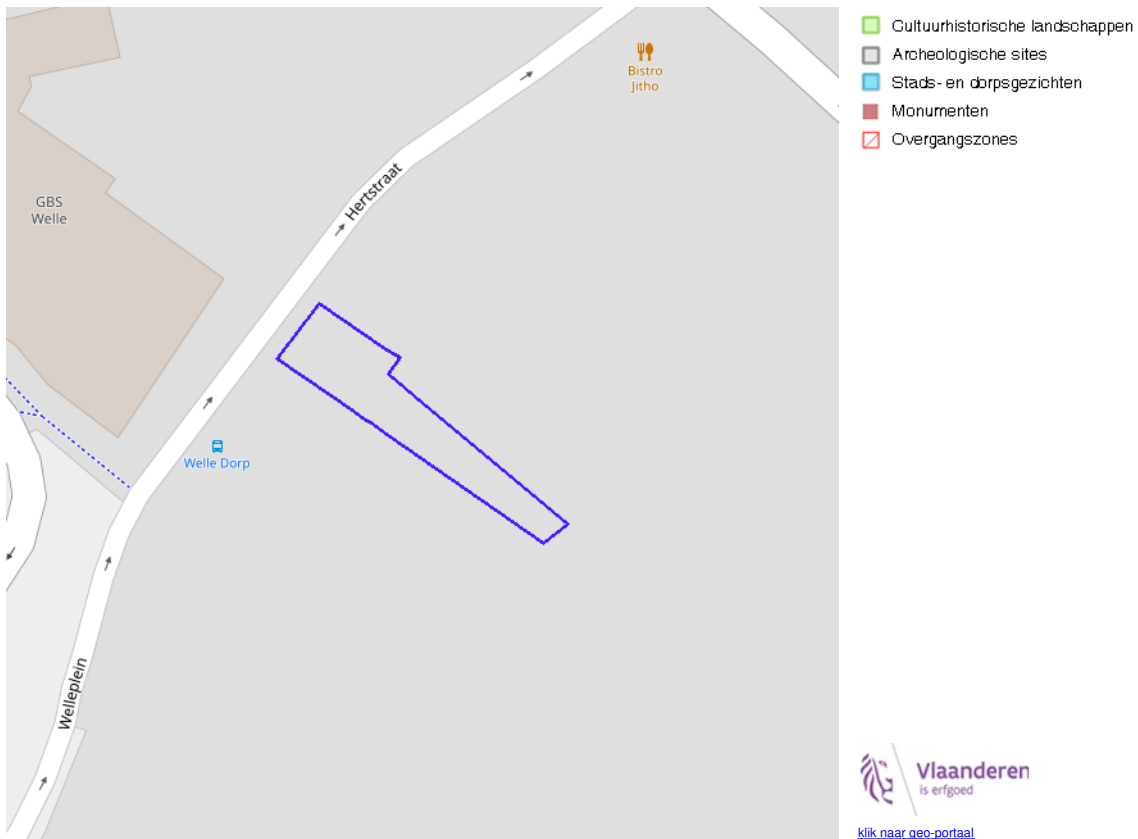 Bistro
Jitho
GBS
Welle
Hertstraat
Welle Dorp
Welleplein
Cultuurhistorische landschappen
Archeologische sites
Stads- en dorpsgezichten
Monumenten
Overgangszones
Vlaanderen
is erfgoed
klik naar geo-portaal